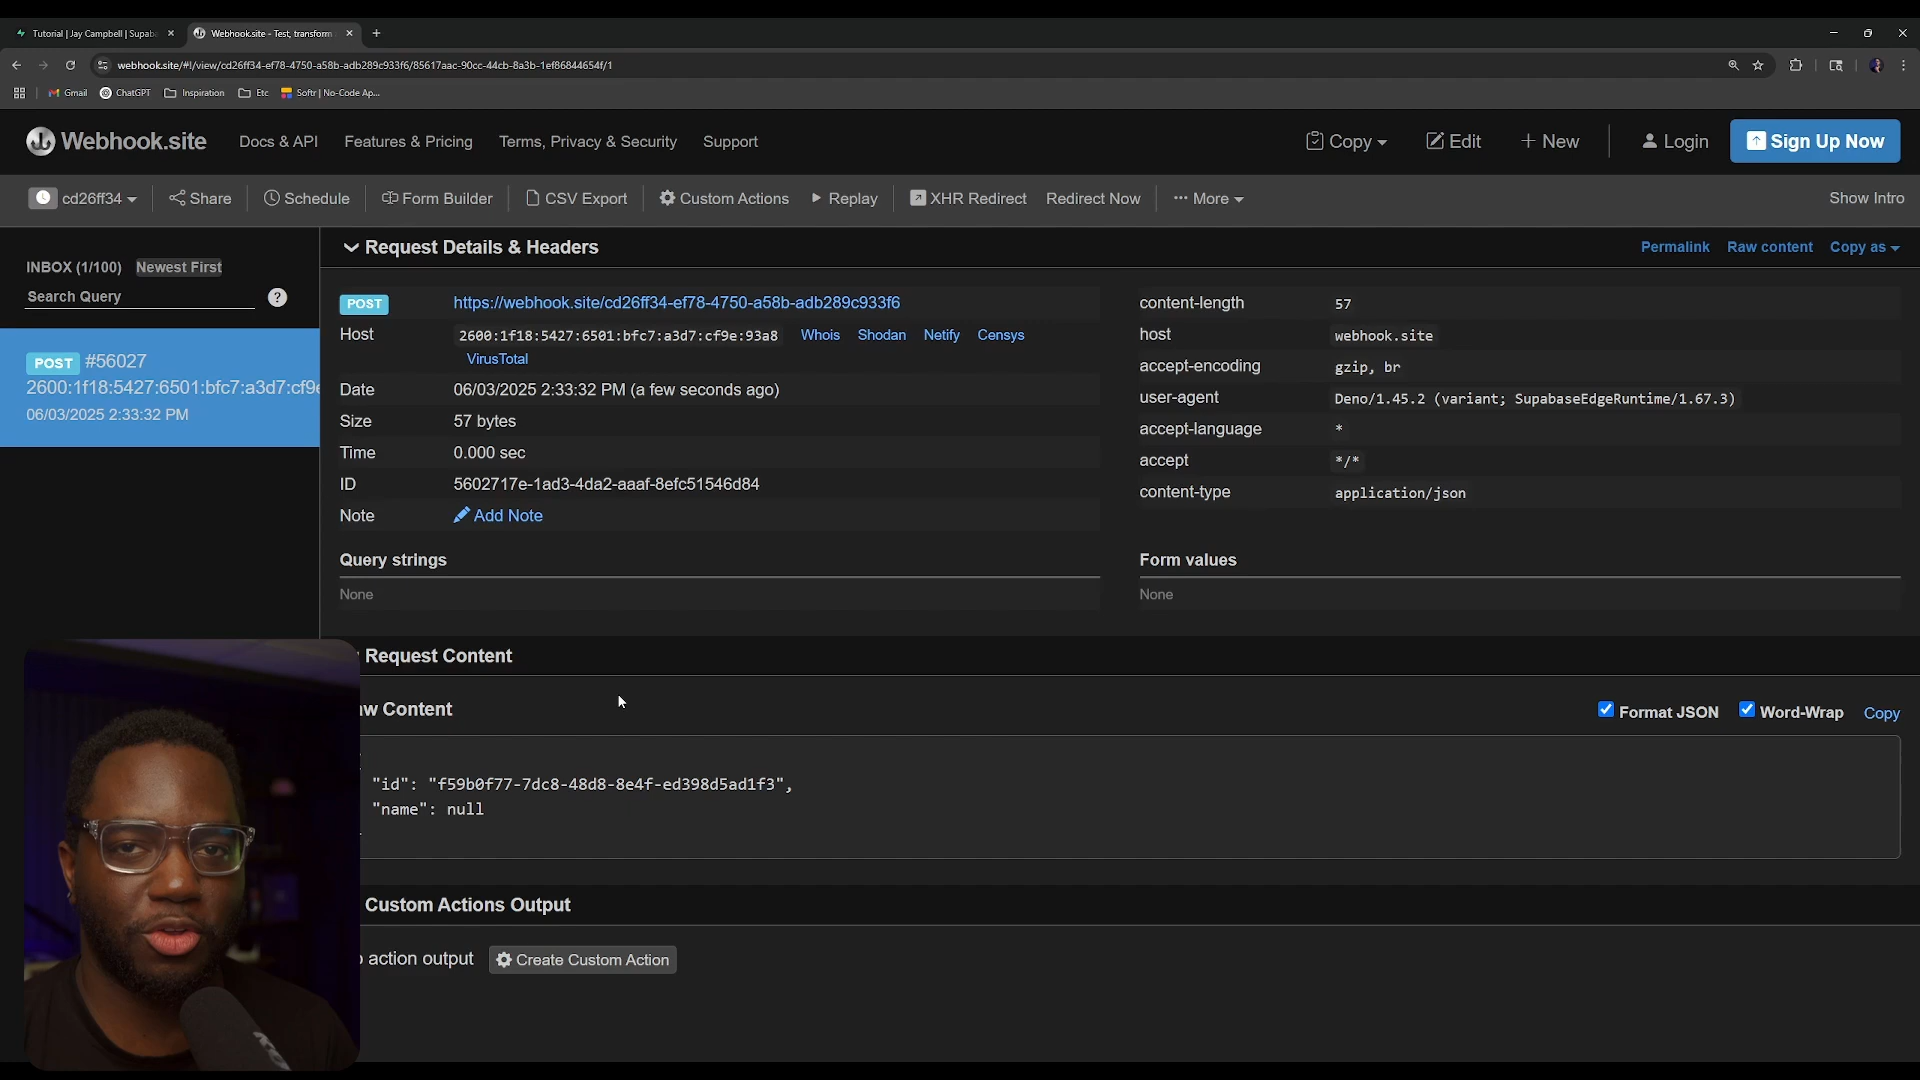 Tutorial | Jay Campbell | Supab
Webhook.site - Test, transform
webhook.site/#!/view/cd26ff34-ef78-4750-a58b-adb289c933f6/85617aac-90cc-44cb-8a3b-1ef86844654f/1
Gmail
ChatGPT
Inspiration
Etc
Softr | No-Code Ap...
Webhook.site
Docs & API
Features & Pricing
Terms, Privacy & Security
Support
Copy
Edit
New
Login
Sign Up Now
cd26ff34
Share
Schedule
Form Builder
CSV Export
Custom Actions
Replay
XHR Redirect
Redirect Now
More
Show Intro
INBOX (1/100) Newest First
Search Query
?
POST #56027
2600:1f18:5427:6501:bfc7:a3d7:cf9e
06/03/2025 2:33:32 PM
Request Details & Headers
Permalink
Raw content
Copy as
POST https://webhook.site/cd26ff34-ef78-4750-a58b-adb289c933f6
Host 2600:1f18:5427:6501:bfc7:a3d7:cf9e:93a8 Whois Shodan Netify Censys
VirusTotal
Date 06/03/2025 2:33:32 PM (a few seconds ago)
Size 57 bytes
Time 0.000 sec
ID 5602717e-1ad3-4da2-aaaf-8efc51546d84
Note Add Note
content-length 57
host webhook.site
accept-encoding gzip, br
user-agent Deno/1.45.2 (variant; SupabaseEdgeRuntime/1.67.3)
accept-language *
accept */*
content-type application/json
Query strings
None
Form values
None
Request Content
w Content
Format JSON
Word-Wrap
Copy
"id": "f59b0f77-7dc8-48d8-8e4f-ed398d5ad1f3",
"name": null
Custom Actions Output
action output
Create Custom Action